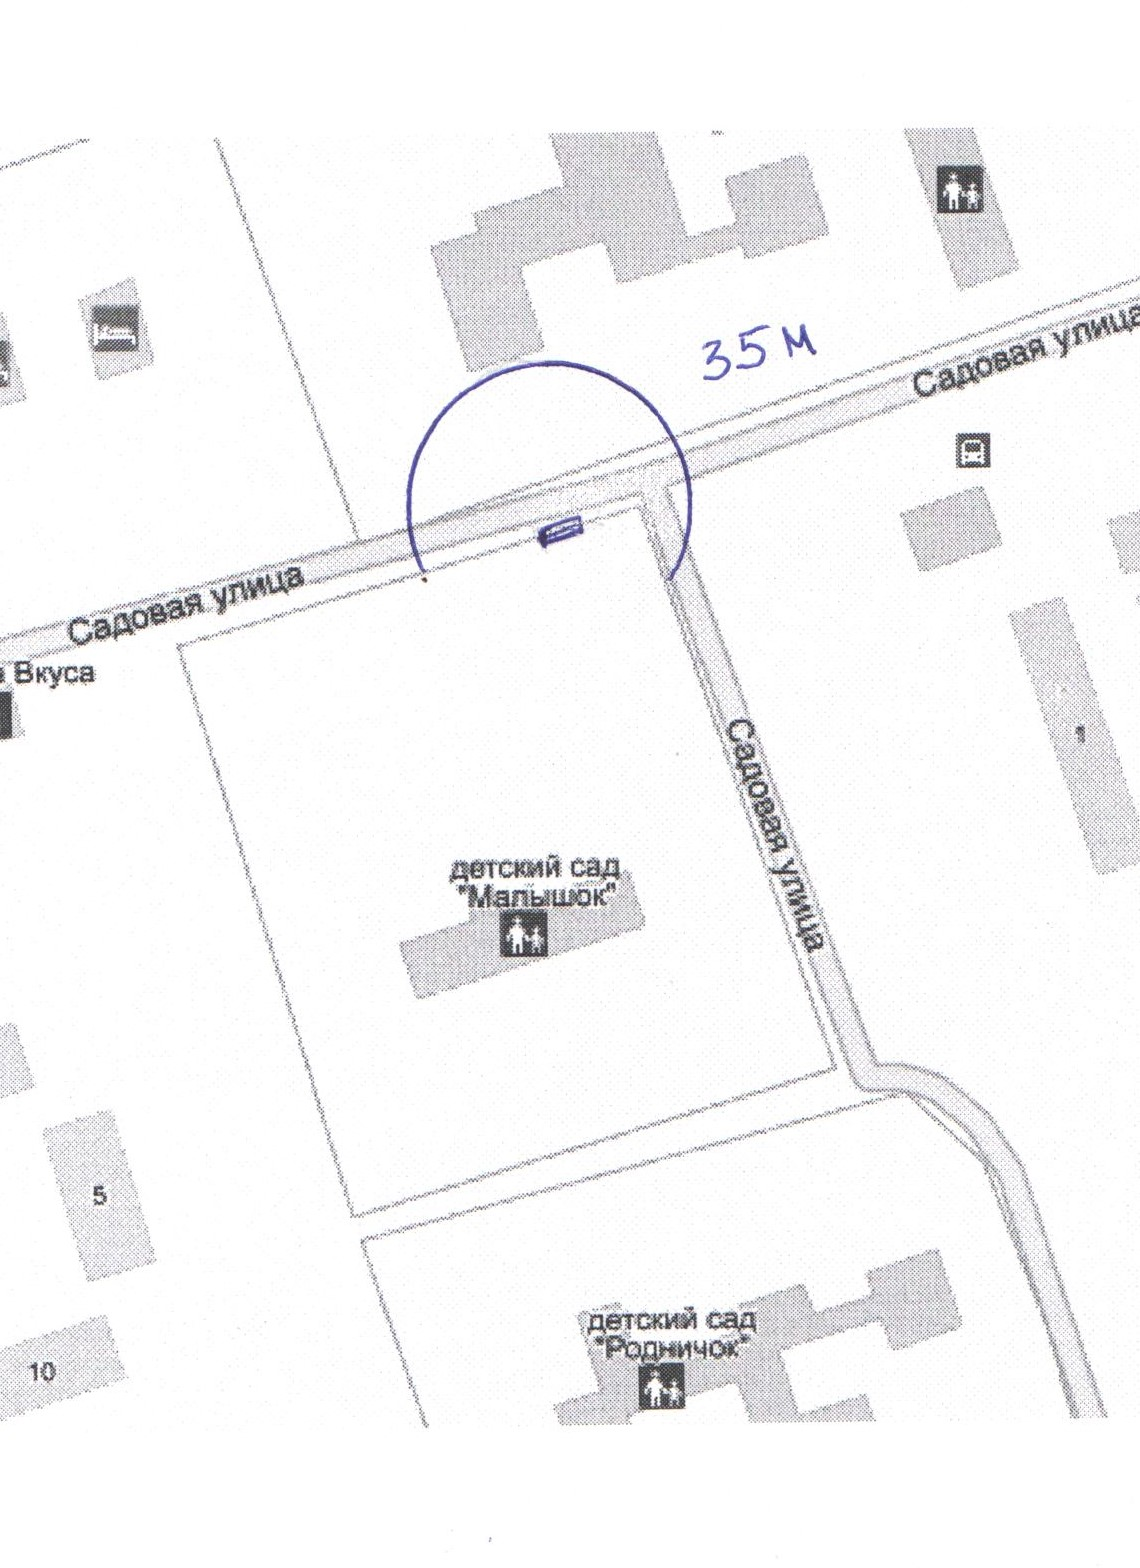 35 м
Садовая улица
Садовая улица
Вкуса
1
Садовая улица
детский сад
"Малышок"
5
детский сад
"Родничок"
10